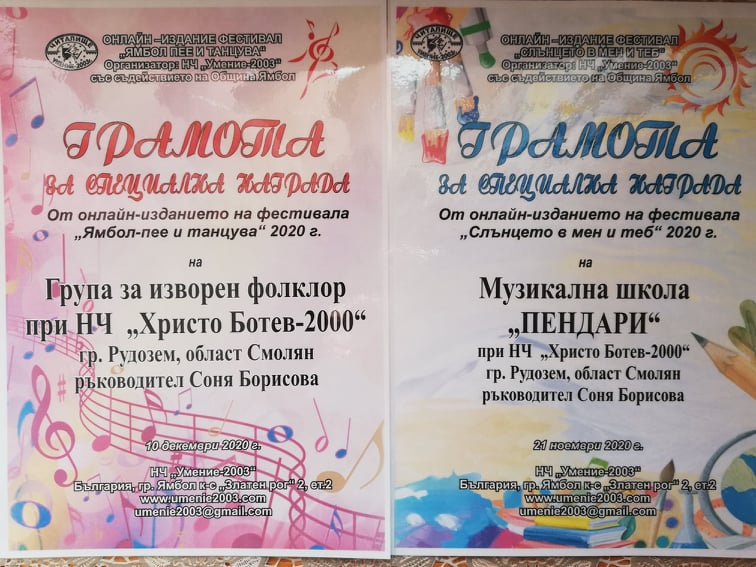 ЧИТАЛИЩЕ
ОНЛАЙН –ИЗДАНИЕ ФЕСТИВАЛ
„ЯМБОЛ ПЕЕ И ТАНЦУВА“
Организатор: НЧ „Умение-2003“
със съдействието на Община Ямбол
ГРАМОТА
ЗА СПЕЦИАЛНА НАГРАДА
От онлайн-изданието на фестивала
„Ямбол-пее и танцува“ 2020 г.
на
Група за изворен фолклор
при НЧ „Христо Ботев-2000“
гр. Рудозем, област Смолян
ръководител Соня Борисова
10 декември 2020 г.
НЧ „Умение-2003“
България, гр. Ямбол к-с „Златен рог“ 2, ет.2
www.umenie2003.com
umenie2003@gmail.com
ЧИТАЛИЩЕ
ОНЛАЙН –ИЗДАНИЕ ФЕСТИВАЛ
„СЛЪНЦЕТО В МЕН И ТЕБ“
Организатор: НЧ „Умение-2003“
със съдействието на Община Ямбол
ГРАМОТА
ЗА СПЕЦИАЛНА НАГРАДА
От онлайн-изданието на фестивала
„Слънцето в мен и теб“ 2020 г.
на
Музикална школа
„ПЕНДАРИ“
при НЧ „Христо Ботев-2000“
гр. Рудозем, област Смолян
ръководител Соня Борисова
21 ноември 2020 г.
НЧ „Умение-2003“
България, гр. Ямбол к-с „Златен рог“ 2, ет.2
www.umenie2003.com
umenie2003@gmail.com